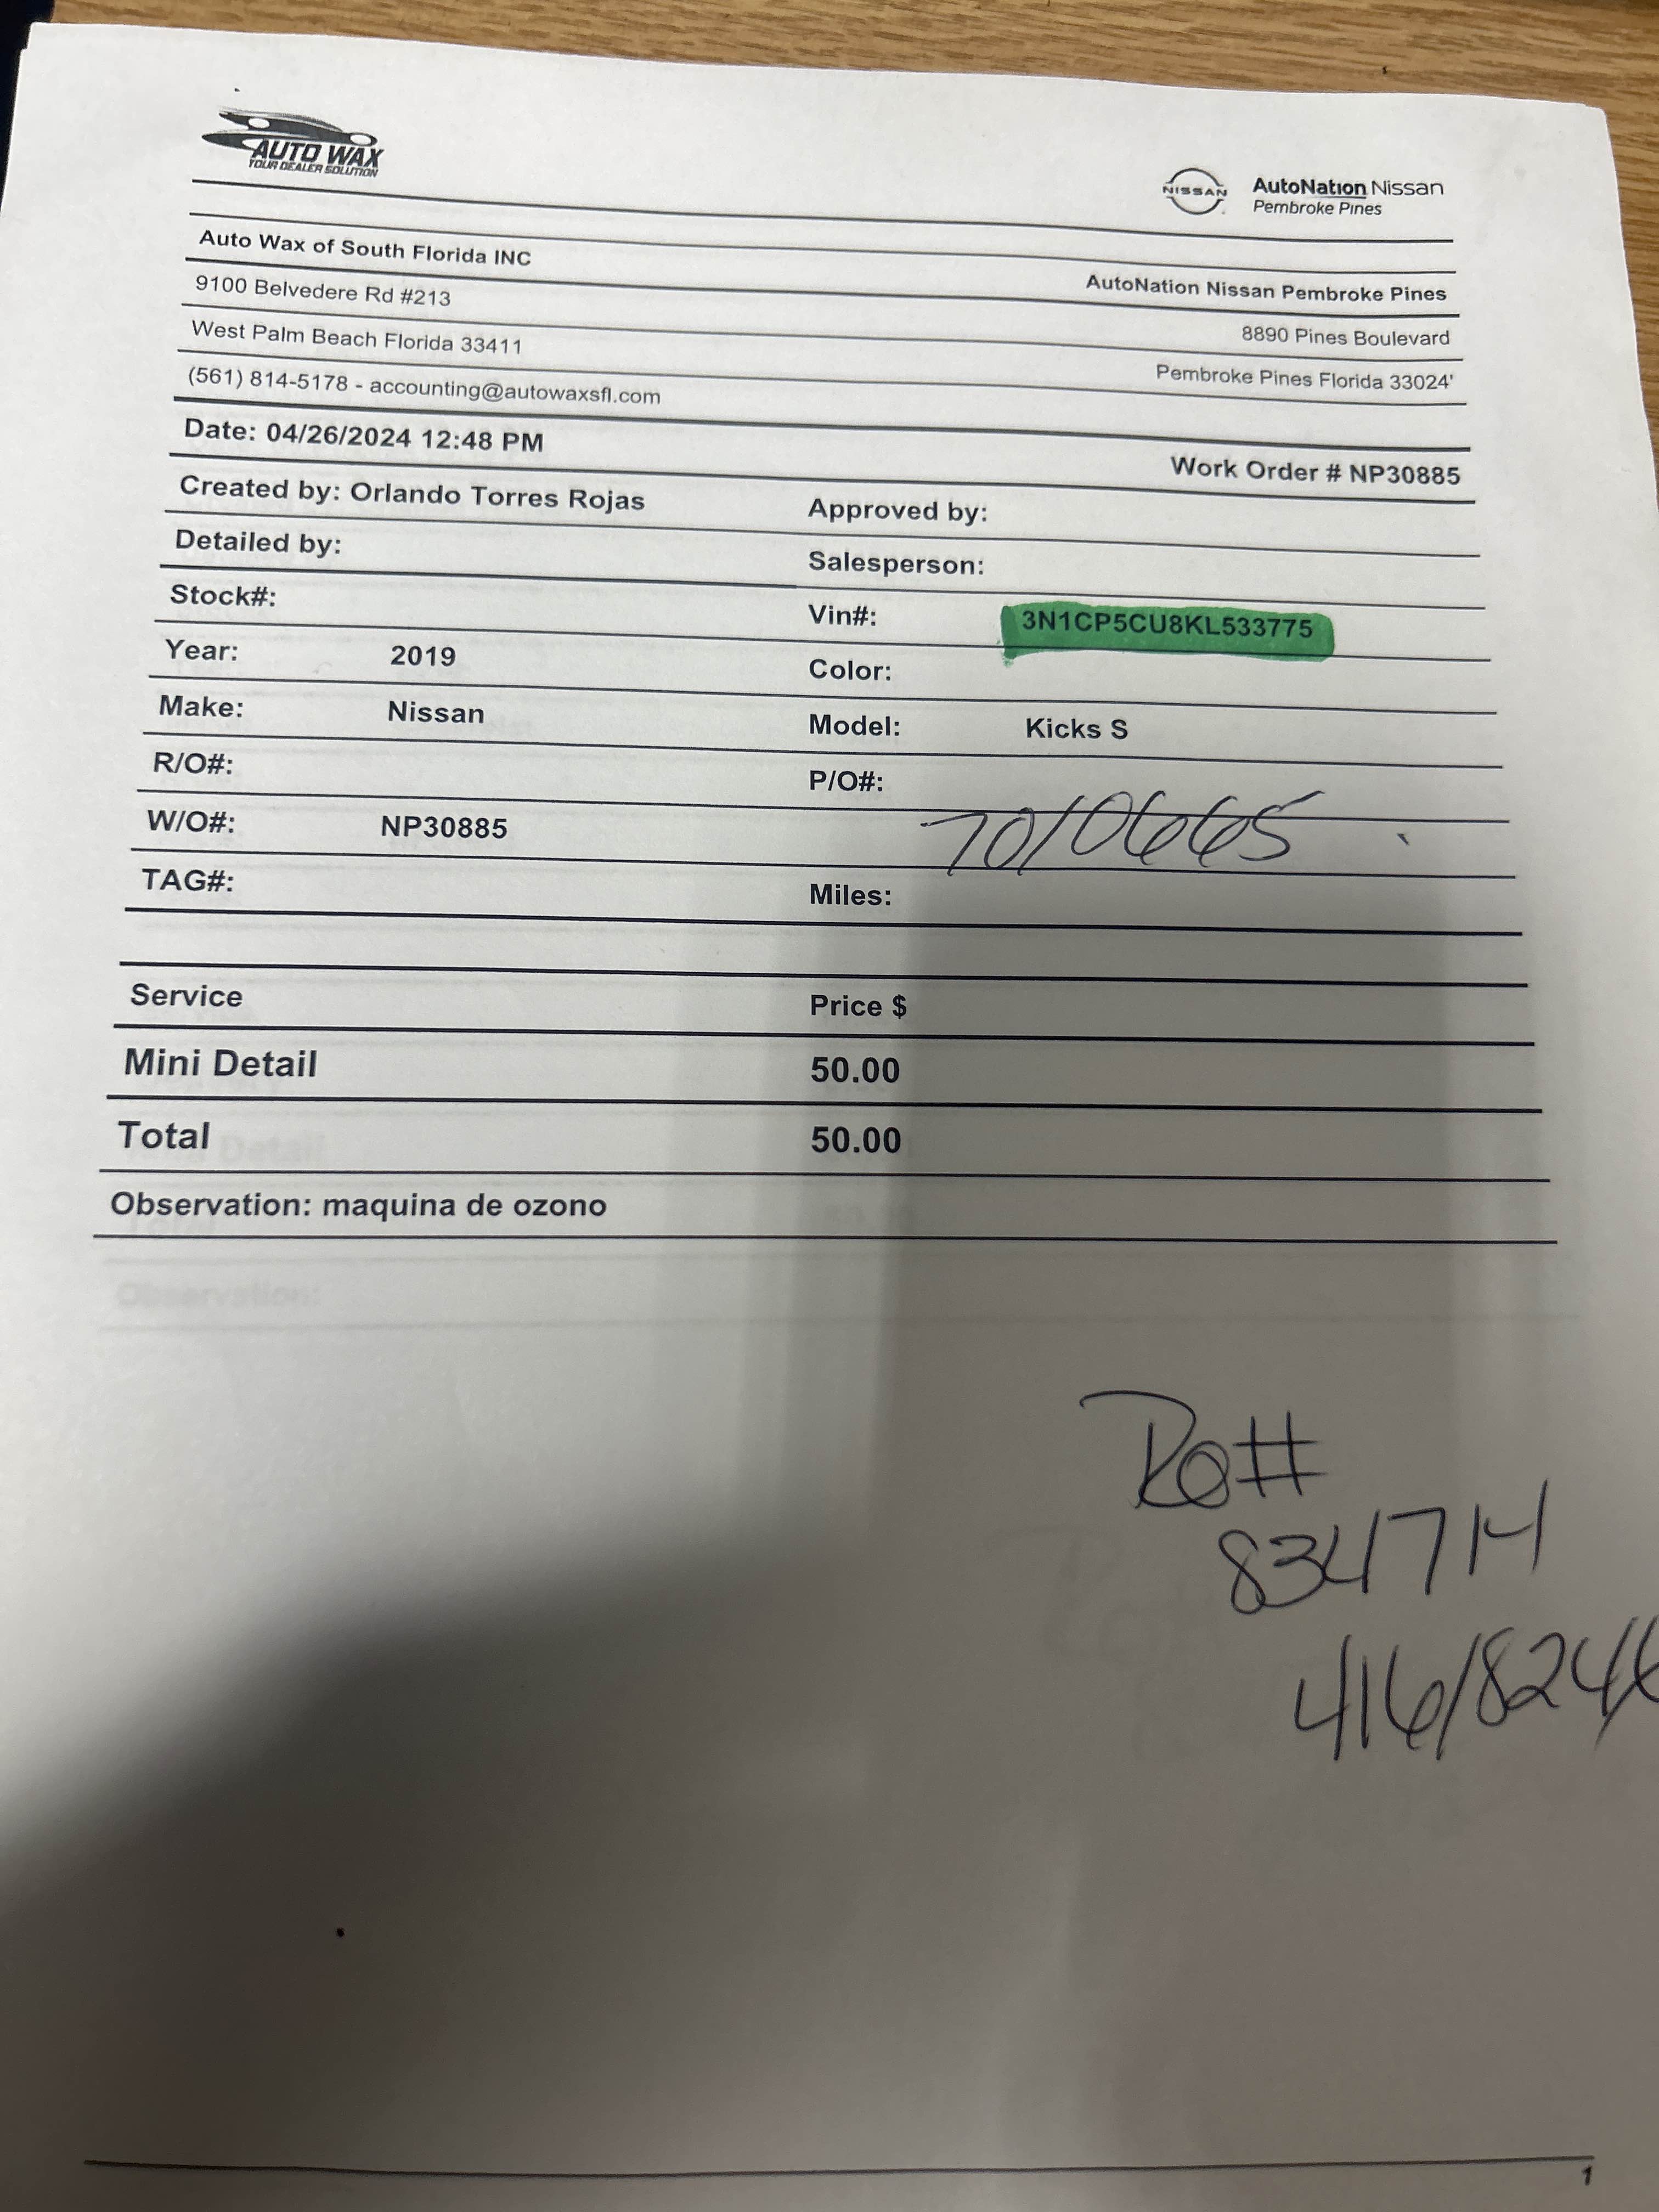 AUTO WAX
YOUR DEALER SOLUTION
NISSAN
AutoNation Nissan
Pembroke Pines
Auto Wax of South Florida INC
AutoNation Nissan Pembroke Pines
9100 Belvedere Rd #213
8890 Pines Boulevard
West Palm Beach Florida 33411
Pembroke Pines Florida 33024'
(561) 814-5178 - accounting@autowaxsfl.com
Date: 04/26/2024 12:48 PM
Work Order # NP30885
Created by: Orlando Torres Rojas
Approved by:
Detailed by:
Salesperson:
Stock#:
Vin#: 3N1CP5CU8KL533775
Year: 2019
Color:
Make: Nissan
Model: Kicks S
R/O#:
P/O#:
7010665
W/O#: NP30885
TAG#:
Miles:
Service Price $
Mini Detail 50.00
Total 50.00
Observation: maquina de ozono
Ro#
834714
1